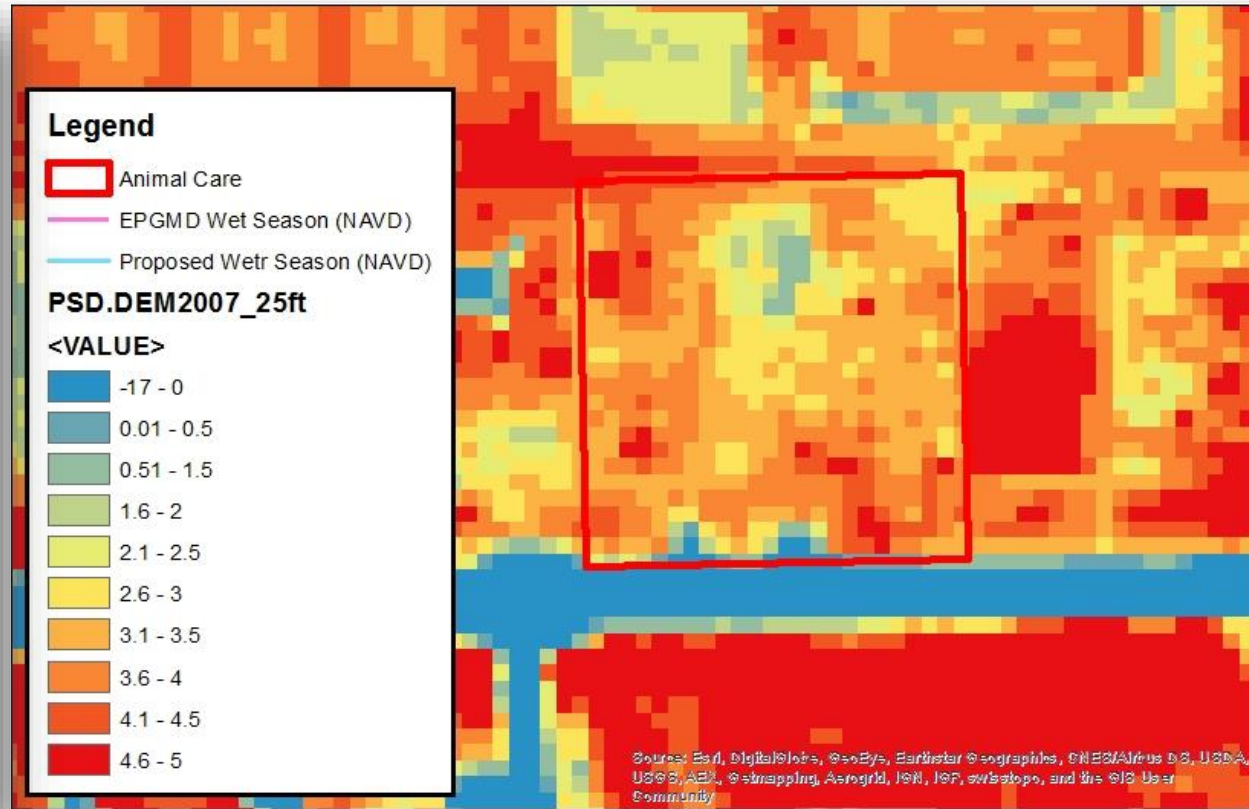 Legend
Animal Care
EPGMD Wet Season (NAVD)
Proposed Wetr Season (NAVD)
PSD.DEM2007_25ft
<VALUE>
-17 - 0
0.01 - 0.5
0.51 - 1.5
1.6 - 2
2.1 - 2.5
2.6 - 3
3.1 - 3.5
3.6 - 4
4.1 - 4.5
4.6 - 5
Source: Esri, DigitalGlobe, GeoEye, Earthstar Geographics, CNES/Airbus DS, USDA,
USGS, AEX, Getmapping, Aerogrid, IGN, IGP, swisstopo, and the GIS User
Community